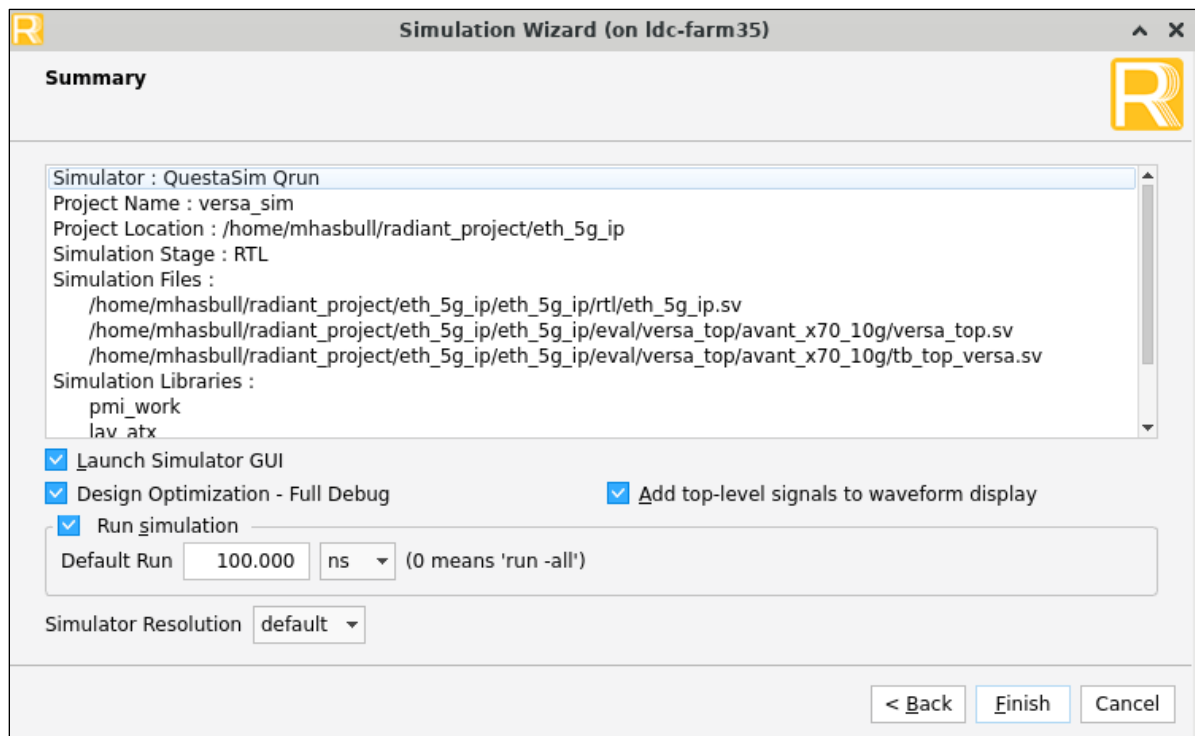 Simulation Wizard (on ldc-farm35)
Summary
Simulator : QuestaSim Qrun
Project Name : versa_sim
Project Location : /home/mhasbull/radiant_project/eth_5g_ip
Simulation Stage : RTL
Simulation Files :
/home/mhasbull/radiant_project/eth_5g_ip/eth_5g_ip/rtl/eth_5g_ip.sv
/home/mhasbull/radiant_project/eth_5g_ip/eth_5g_ip/eval/versa_top/avant_x70_10g/versa_top.sv
/home/mhasbull/radiant_project/eth_5g_ip/eth_5g_ip/eval/versa_top/avant_x70_10g/tb_top_versa.sv
Simulation Libraries :
pmi_work
lav_atx
Launch Simulator GUI
Design Optimization - Full Debug Add top-level signals to waveform display
Run simulation
Default Run 100.000 ns (0 means 'run -all')
Simulator Resolution default
< Back Finish Cancel